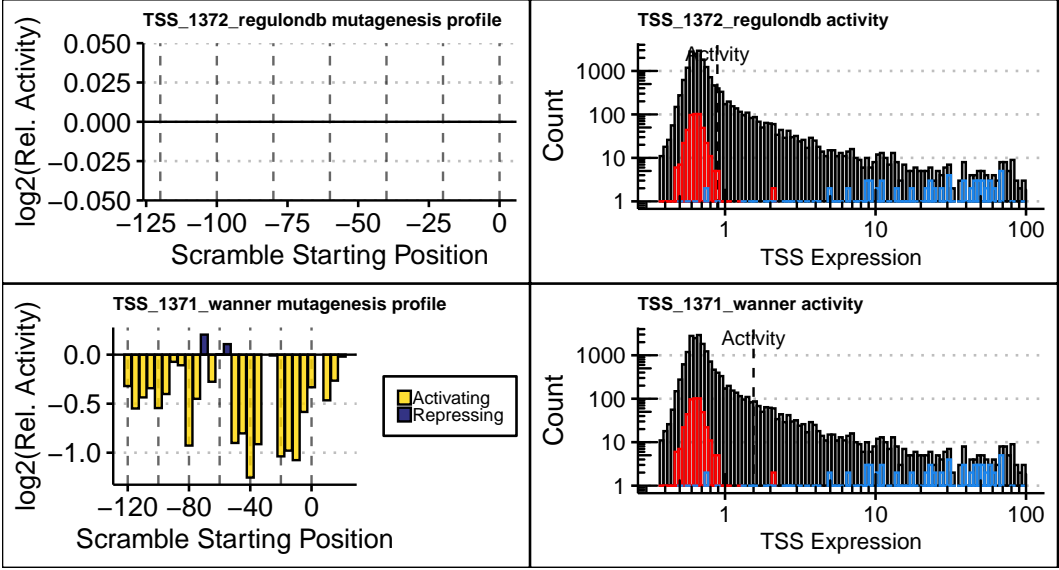 TSS_1372_regulondb mutagenesis profile
log2(Rel. Activity)
0.050
0.025
0.000
−0.025
−0.050
−125 −100 −75 −50 −25 0
Scramble Starting Position
TSS_1372_regulondb activity
Activity
Count
1000
100
10
1
1 10 100
TSS Expression
TSS_1371_wanner mutagenesis profile
log2(Rel. Activity)
0.0
−0.5
−1.0
−120 −80 −40 0
Scramble Starting Position
Activating
Repressing
TSS_1371_wanner activity
Activity
Count
1000
100
10
1
1 10 100
TSS Expression